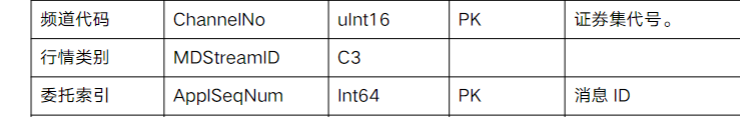 频道代码 ChannelNo uInt16 PK 证券集代号。
行情类别 MDStreamID C3
委托索引 ApplSeqNum Int64 PK 消息 ID